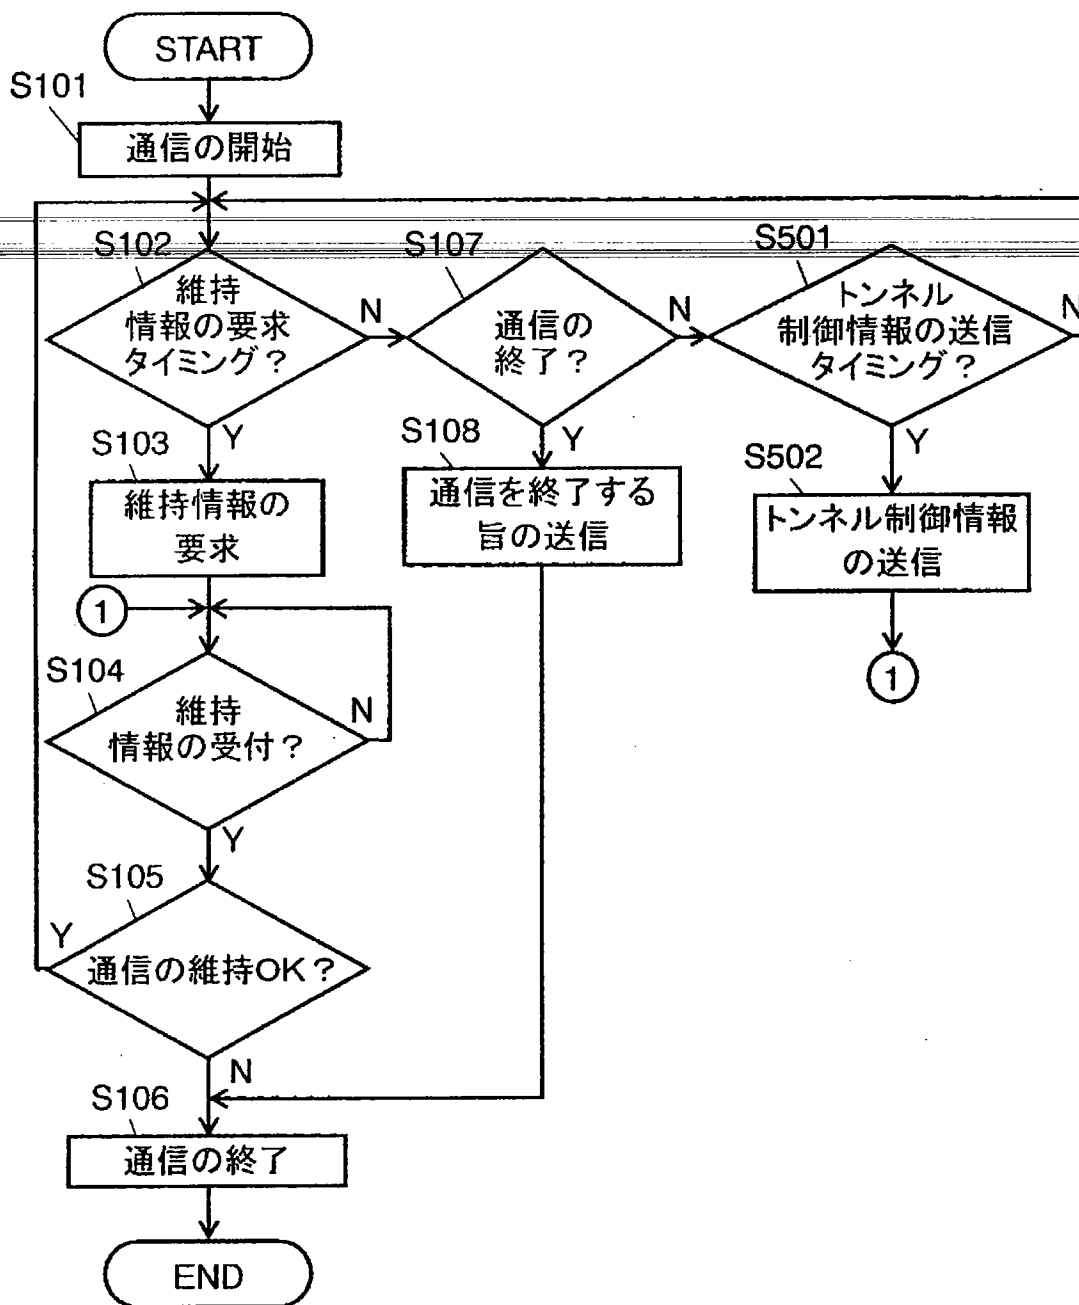 START
S101
通信の開始
S102
維持
情報の要求
タイミング？
N
Y
S107
通信の
終了？
N
Y
S501
トンネル
制御情報の送信
タイミング？
N
Y
S103
維持情報の
要求
S108
通信を終了する
旨の送信
S502
トンネル制御情報
の送信
1
1
S104
維持
情報の受付？
N
Y
S105
通信の維持OK？
Y
N
S106
通信の終了
END